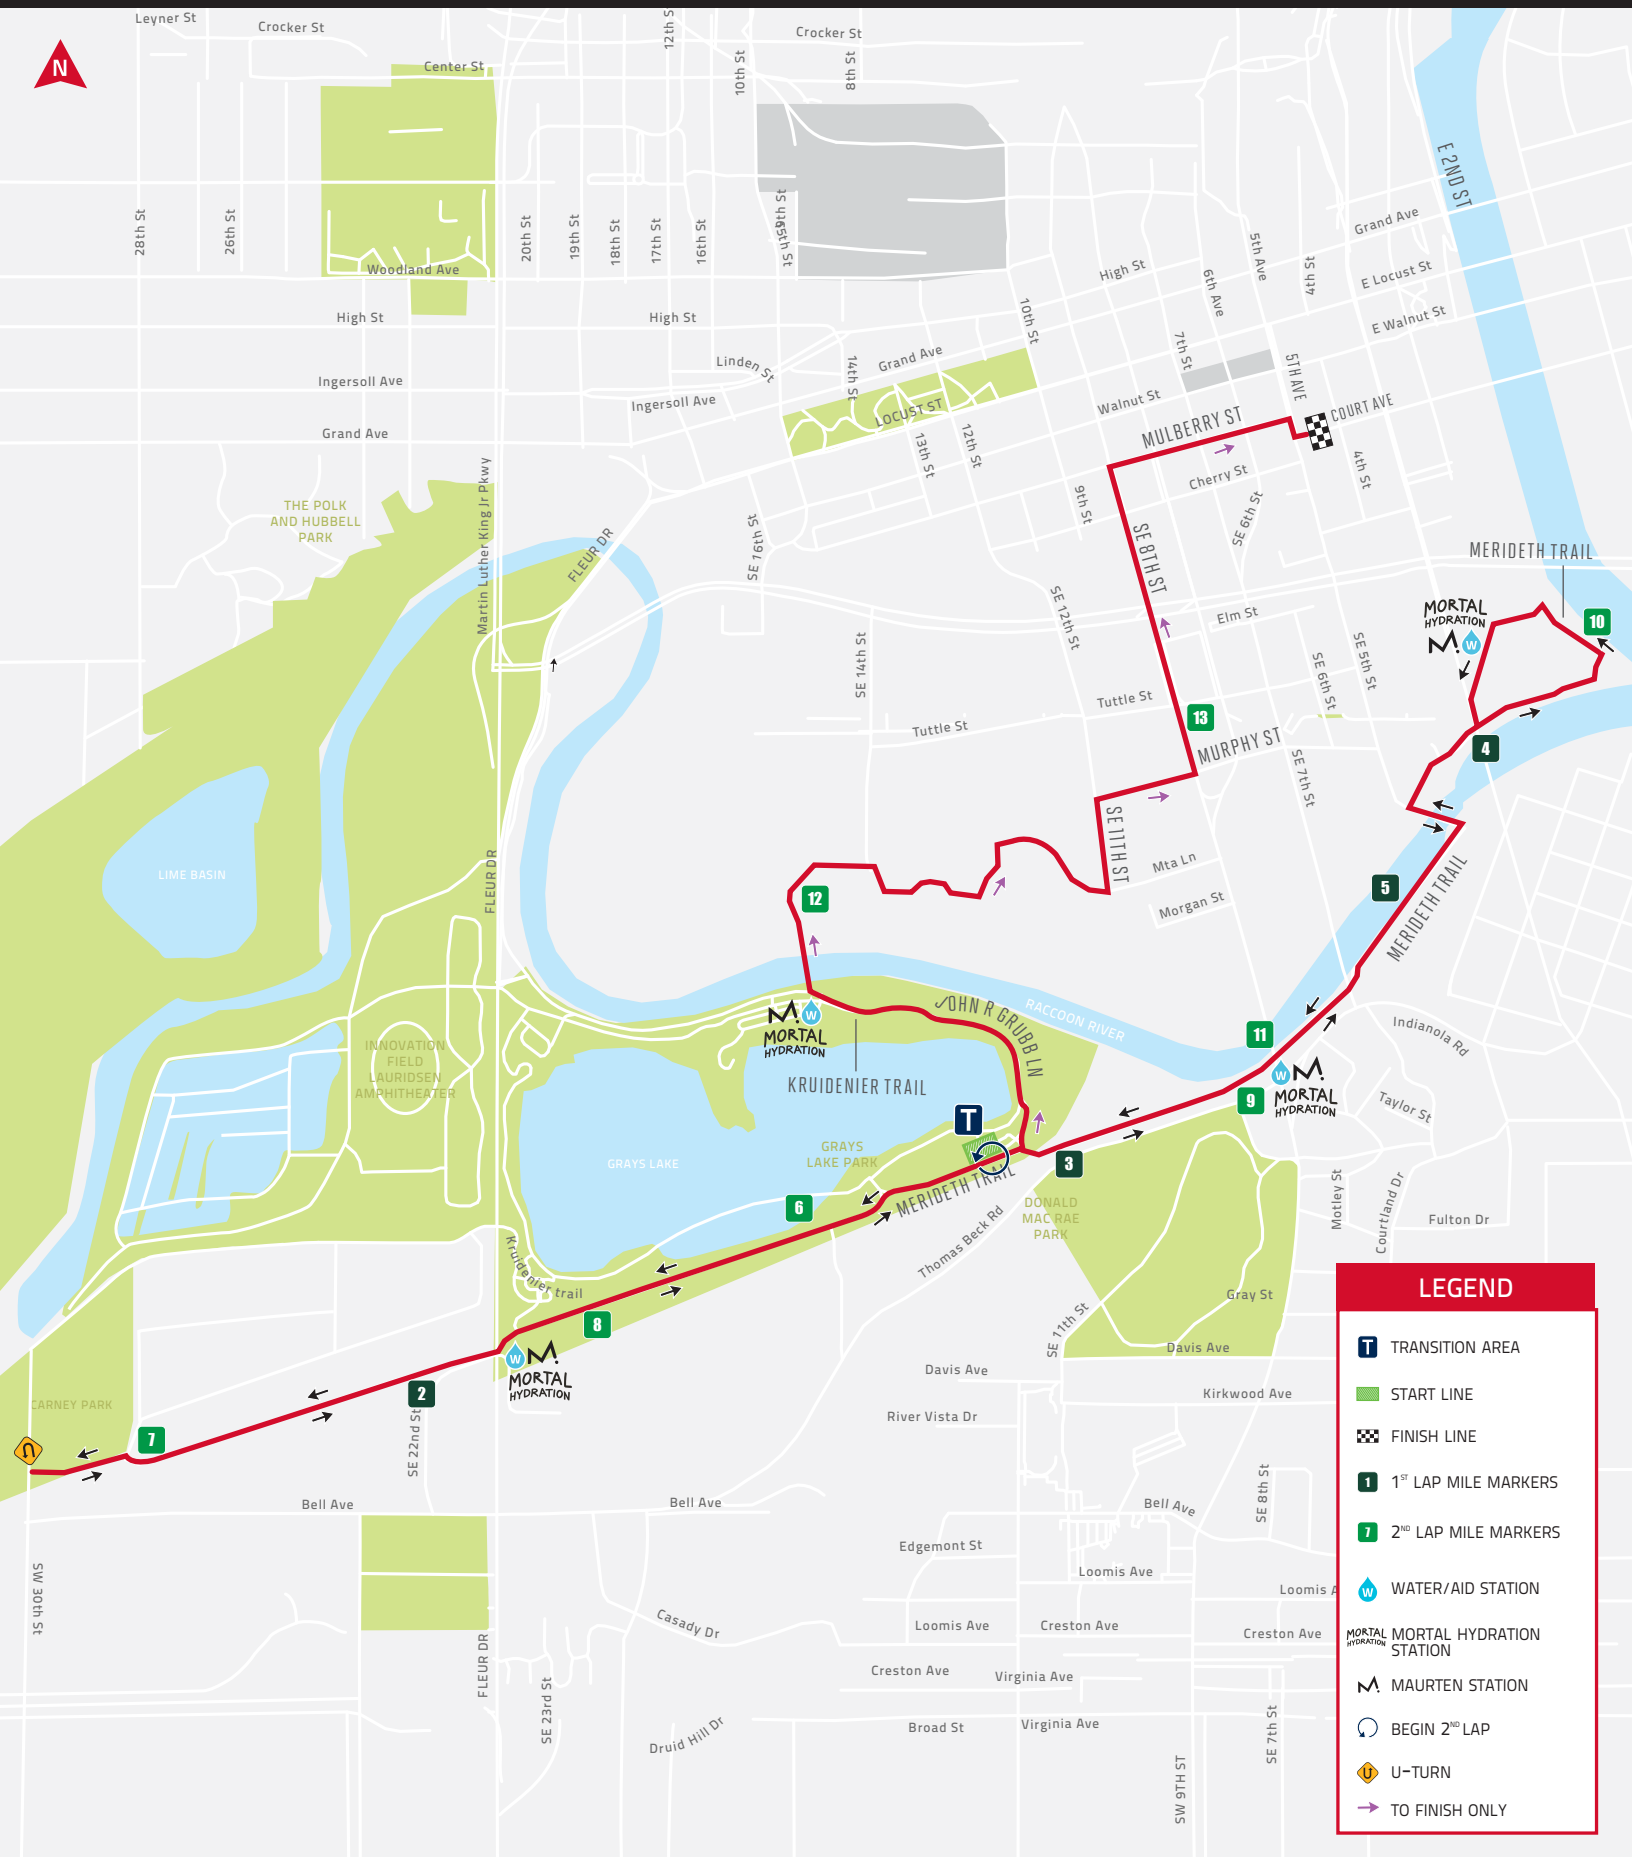 Leyner St
Crocker St
12th S
Crocker St
N
Center St
10th St
8th St
E 2ND ST
28th St
26th St
20th St
19th St
18th St
17th St
16th St
15th St
Grand Ave
5th Ave
4th St
High St
6th Ave
E Locust St
Woodland Ave
High St
High St
10th St
E Walnut St
7th St
5TH AVE
Linden St
14th St
Grand Ave
Ingersoll Ave
Ingersoll Ave
LOCUST ST
Walnut St
COURT AVE
MULBERRY ST
Grand Ave
13th St
12th St
Cherry St
4th St
9th St
SE 6th St
Martin Luther King Jr Pkwy
THE POLK
AND HUBBELL
PARK
FLEUR DR
SE 16th St
SE 8TH ST
MERIDETH TRAIL
SE 12th St
Elm St
MORTAL
HYDRATION
W
10
SE 14th St
SE 6th St
SE 5th St
Tuttle St
Tuttle St
13
MURPHY ST
4
SE 7th St
SE 11TH ST
LIME BASIN
FLEUR DR
Mta Ln
5
MERIDETH TRAIL
12
Morgan St
JOHN R GRUBB LN
RACCOON RIVER
W
MORTAL
HYDRATION
11
Indianola Rd
INNOVATION
FIELD
LAURIDSEN
AMPHITHEATER
KRUIDENIER TRAIL
W
MORTAL
HYDRATION
9
Taylor St
T
GRAYS
LAKE PARK
GRAYS LAKE
3
MERIDETH TRAIL
6
DONALD
MAC RAE
PARK
Thomas Beck Rd
Motley St
Courtland Dr
Fulton Dr
Kruidenier trail
Gray St
8
SE 11th St
Davis Ave
W
MORTAL
HYDRATION
Davis Ave
2
Kirkwood Ave
CARNEY PARK
River Vista Dr
7
SE 22nd St
Bell Ave
Bell Ave
Bell Ave
SE 8th St
Edgemont St
Loomis Ave
SW 30th St
Loomis A
Casady Dr
Loomis Ave
Creston Ave
Creston Ave
FLEUR DR
Creston Ave
Virginia Ave
SE 23rd St
Druid Hill Dr
Broad St
Virginia Ave
SE 7th St
SW 9TH ST
LEGEND
T TRANSITION AREA
START LINE
FINISH LINE
1 1ST LAP MILE MARKERS
7 2ND LAP MILE MARKERS
W WATER/AID STATION
MORTAL HYDRATION MORTAL HYDRATION
STATION
MAURTEN STATION
BEGIN 2ND LAP
U-TURN
TO FINISH ONLY